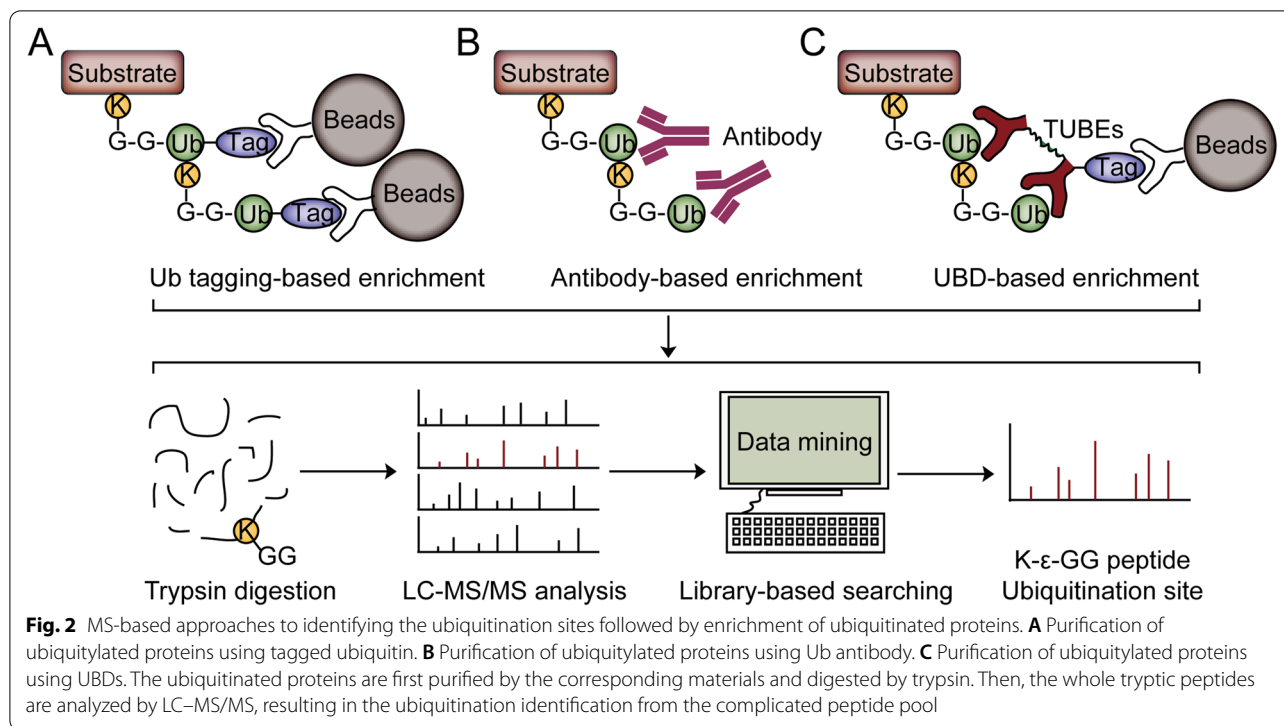 A
B
C
Substrate
Substrate
Substrate
K
K
K
Beads
Antibody
TUBEs
Beads
G-G-Ub-Tag
G-G-Ub
G-G-Ub
Tag
K
K
K
Beads
G-G-Ub-Tag
G-G-Ub
G-G-Ub
Ub tagging-based enrichment
Antibody-based enrichment
UBD-based enrichment
Data mining
K
GG
K-ε-GG peptide
Trypsin digestion
LC-MS/MS analysis
Library-based searching
Ubiquitination site
Fig. 2 MS-based approaches to identifying the ubiquitination sites followed by enrichment of ubiquitinated proteins. A Purification of
ubiquitylated proteins using tagged ubiquitin. B Purification of ubiquitylated proteins using Ub antibody. C Purification of ubiquitylated proteins
using UBDs. The ubiquitinated proteins are first purified by the corresponding materials and digested by trypsin. Then, the whole tryptic peptides
are analyzed by LC–MS/MS, resulting in the ubiquitination identification from the complicated peptide pool